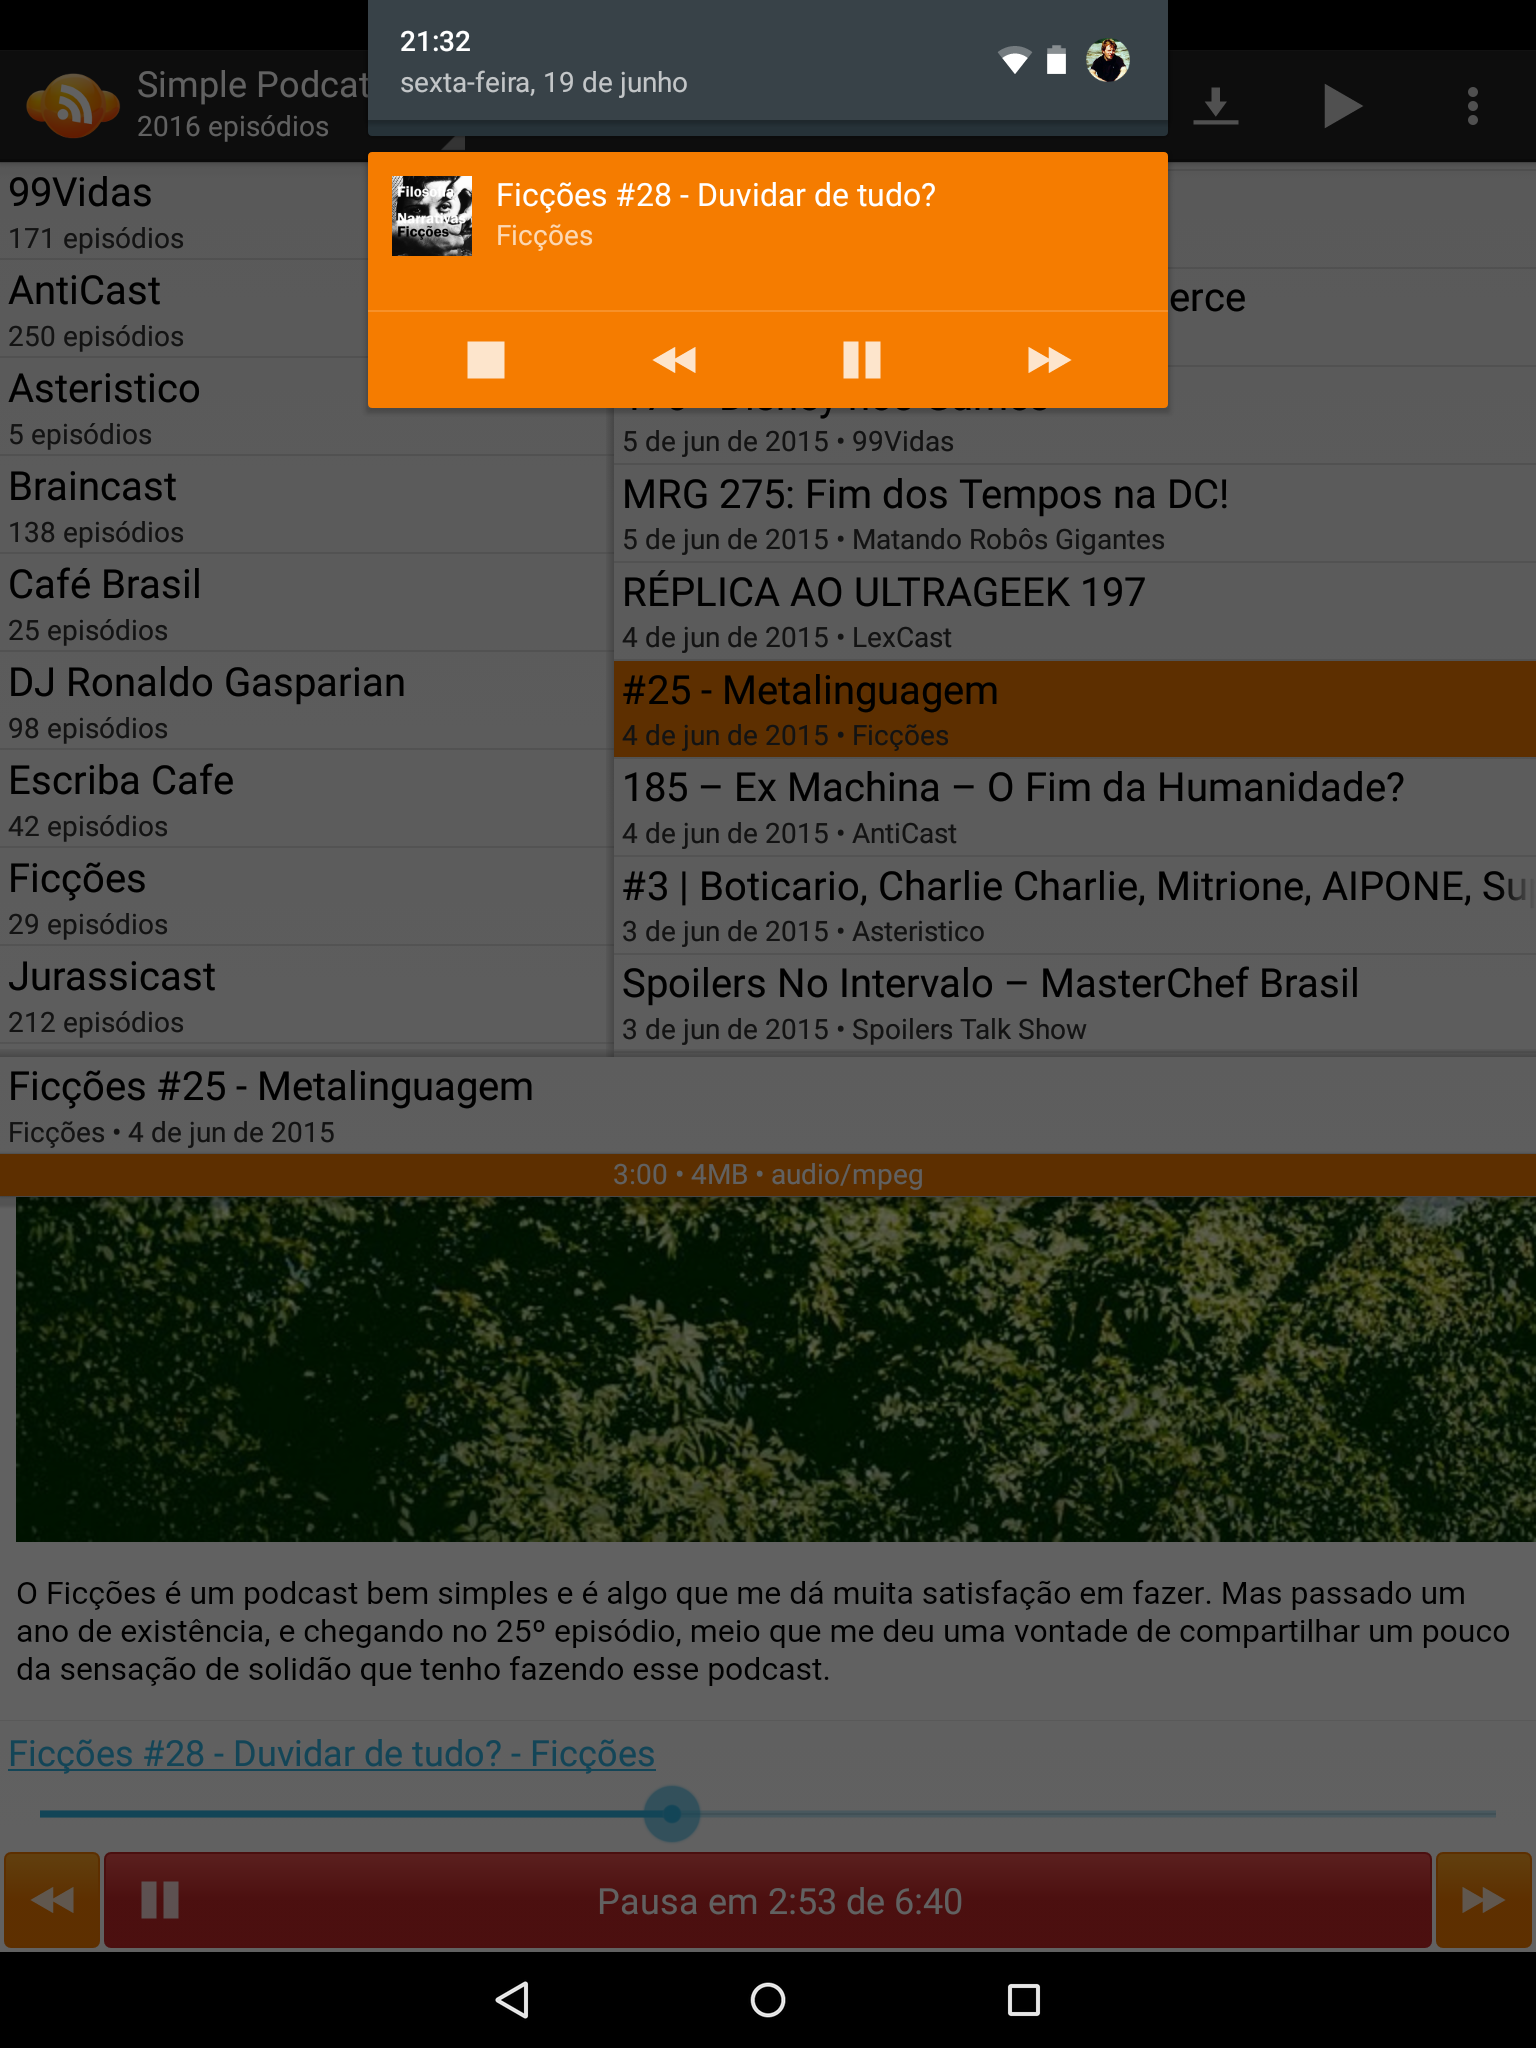 21:32
sexta-feira, 19 de junho
Simple Podcat
2016 episódios
Filosofia
Narrativas
Ficções
Ficções #28 - Duvidar de tudo?
Ficções
99Vidas
171 episódios
AntiCast
250 episódios
Asteristico
5 episódios
Braincast
138 episódios
Café Brasil
25 episódios
DJ Ronaldo Gasparian
98 episódios
Escriba Cafe
42 episódios
Ficções
29 episódios
Jurassicast
212 episódios
erce
5 de jun de 2015 • 99Vidas
MRG 275: Fim dos Tempos na DC!
5 de jun de 2015 • Matando Robôs Gigantes
RÉPLICA AO ULTRAGEEK 197
4 de jun de 2015 • LexCast
#25 - Metalinguagem
4 de jun de 2015 • Ficções
185 – Ex Machina – O Fim da Humanidade?
4 de jun de 2015 • AntiCast
#3 | Boticario, Charlie Charlie, Mitrione, AIPONE, Su
3 de jun de 2015 • Asteristico
Spoilers No Intervalo – MasterChef Brasil
3 de jun de 2015 • Spoilers Talk Show
Ficções #25 - Metalinguagem
Ficções • 4 de jun de 2015
3:00 • 4MB • audio/mpeg
O Ficções é um podcast bem simples e é algo que me dá muita satisfação em fazer. Mas passado um
ano de existência, e chegando no 25º episódio, meio que me deu uma vontade de compartilhar um pouco
da sensação de solidão que tenho fazendo esse podcast.
Ficções #28 - Duvidar de tudo? - Ficções
Pausa em 2:53 de 6:40